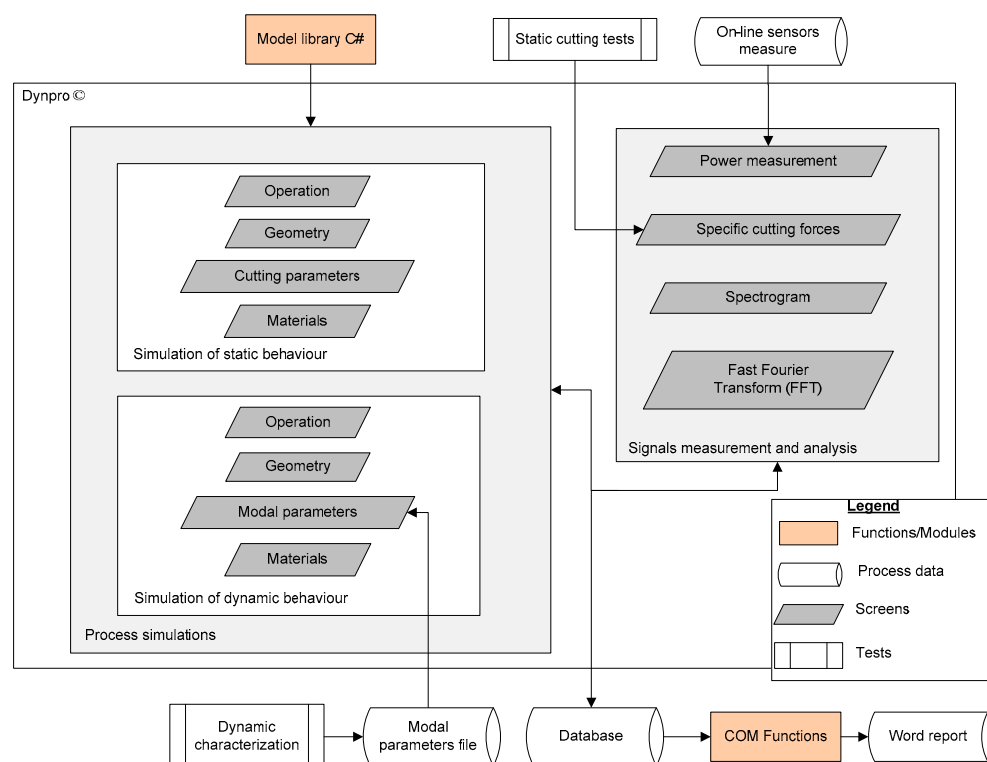 Model library C#
Static cutting tests
On-line sensors
measure
Dynpro ©
Operation
Geometry
Cutting parameters
Materials
Simulation of static behaviour
Operation
Geometry
Modal parameters
Materials
Simulation of dynamic behaviour
Process simulations
Power measurement
Specific cutting forces
Spectrogram
Fast Fourier
Transform (FFT)
Signals measurement and analysis
Legend
Functions/Modules
Process data
Screens
Tests
Dynamic
characterization
Modal
parameters file
Database
COM Functions
Word report